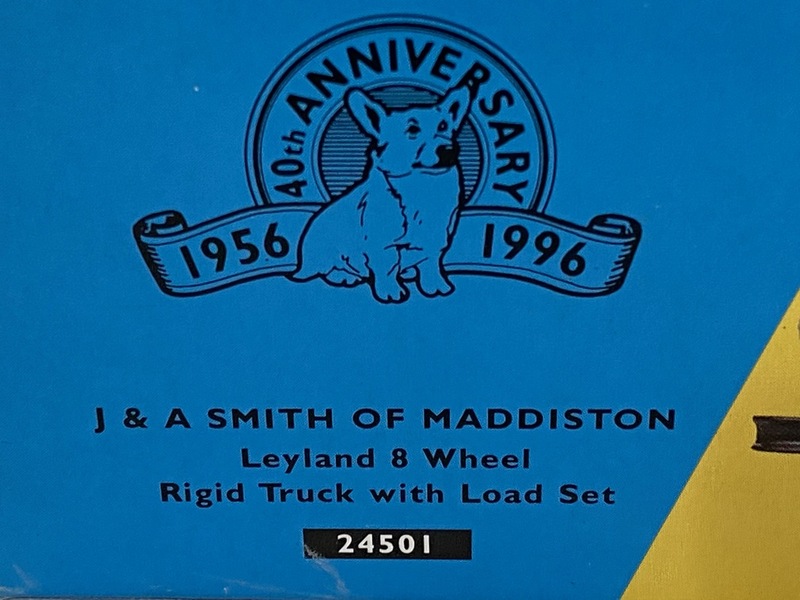 40th ANNIVERSARY
1956 1996
J & A SMITH OF MADDISTON
Leyland 8 Wheel
Rigid Truck with Load Set
24501